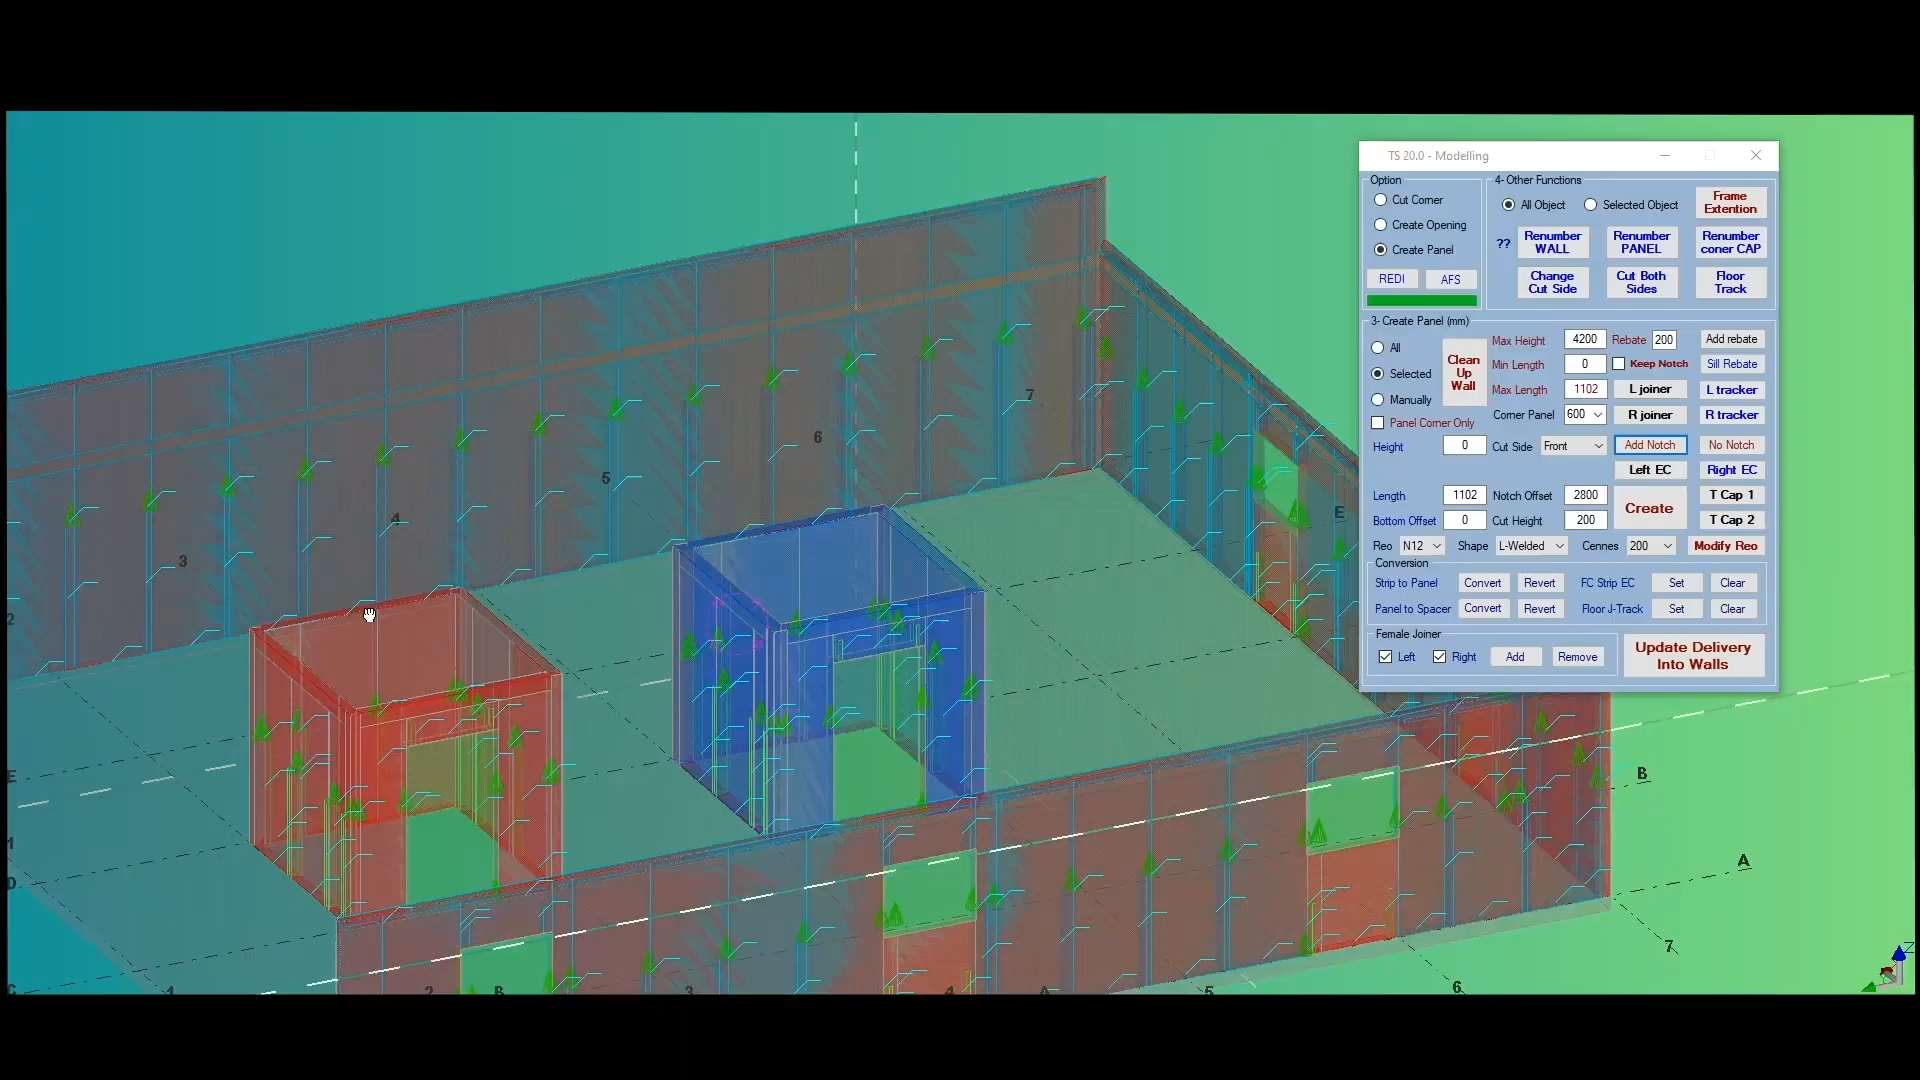 TS 20.0 - Modelling
Option
Cut Corner
Create Opening
Create Panel
REDI
AFS
4- Other Functions
All Object
Selected Object
Frame
Extention
??
Renumber
WALL
Renumber
PANEL
Renumber
coner CAP
Change
Cut Side
Cut Both
Sides
Floor
Track
3- Create Panel (mm)
All
Selected
Manually
Panel Corner Only
Clean
Up
Wall
Max Height 4200 Rebate 200 Add rebate
Min Length 0 Keep Notch Sill Rebate
Max Length 1102 L joiner L tracker
Corner Panel 600 R joiner R tracker
Height 0 Cut Side Front Add Notch No Notch
Left EC Right EC
Length 1102 Notch Offset 2800 Create T Cap 1
Bottom Offset 0 Cut Height 200 T Cap 2
Reo N12 Shape L-Welded Cennes 200 Modify Reo
Conversion
Strip to Panel Convert Revert FC Strip EC Set Clear
Panel to Spacer Convert Revert Floor J-Track Set Clear
Female Joiner
Left Right Add Remove
Update Delivery
Into Walls
7
6
5
4
3
2
E
E
1
D
C
B
A
7
6
5
4
A
3
B
2
1
Z